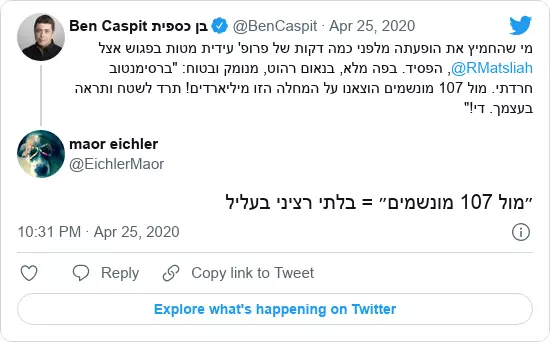 Ben Caspit בן כספית @BenCaspit · Apr 25, 2020
מי שהחמיץ את הופעתה מלפני כמה דקות של פרופ' עידית מטות בפגוש אצל
@RMatsliah, הפסיד. בפה מלא, בנאום רהוט, מנומק ובטוח: "ברסימנטוב
חרדתי. מול 107 מונשמים הוצאנו על המחלה הזו מיליארדים! תרד לשטח ותראה
בעצמך. די!"
maor eichler
@EichlerMaor
״מול 107 מונשמים״ = בלתי רציני בעליל
10:31 PM · Apr 25, 2020
Reply
Copy link to Tweet
Explore what's happening on Twitter